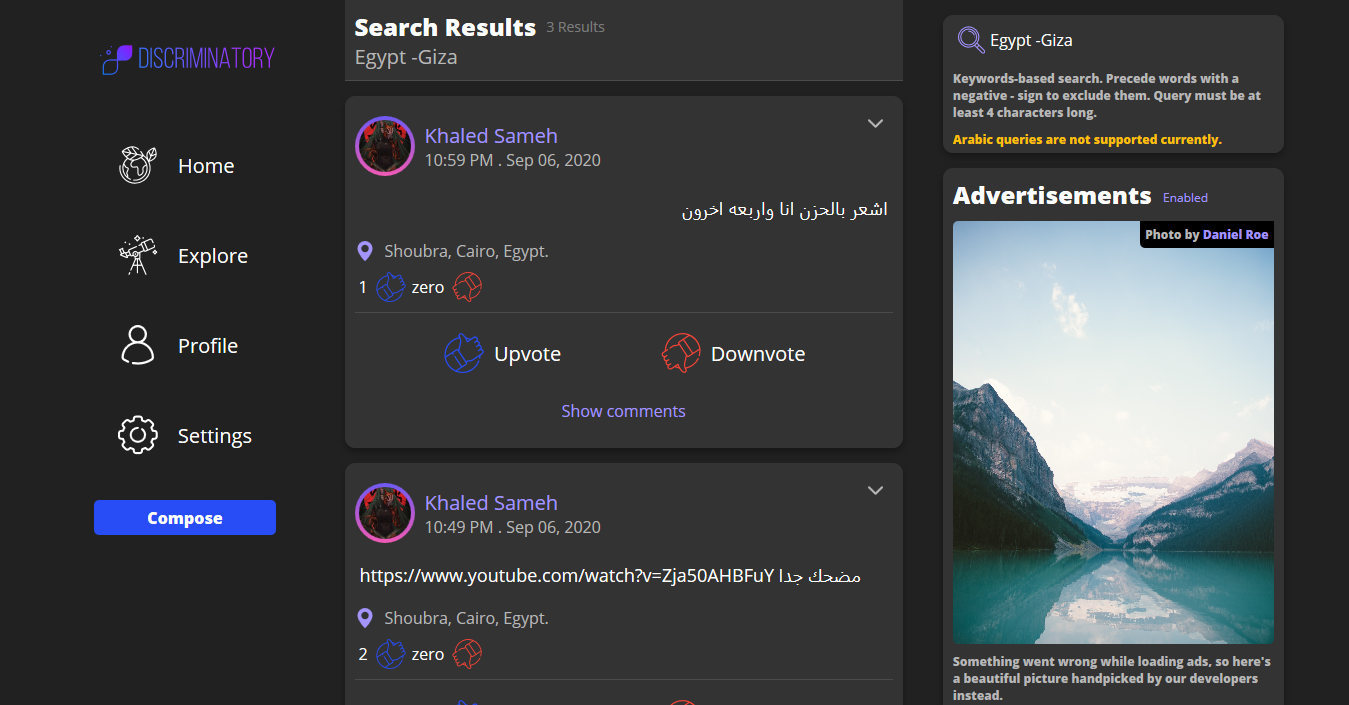 DISCRIMINATORY
Home
Explore
Profile
Settings
Compose
Search Results 3 Results
Egypt -Giza
Khaled Sameh
10:59 PM . Sep 06, 2020
اشعر بالحزن انا واربعه اخرون
Shoubra, Cairo, Egypt.
1 zero
Upvote Downvote
Show comments
Khaled Sameh
10:49 PM . Sep 06, 2020
https://www.youtube.com/watch?v=Zja50AHBFuY مضحك جدا
Shoubra, Cairo, Egypt.
2 zero
Egypt -Giza
Keywords-based search. Precede words with a
negative - sign to exclude them. Query must be at
least 4 characters long.
Arabic queries are not supported currently.
Advertisements Enabled
Photo by Daniel Roe
Something went wrong while loading ads, so here's
a beautiful picture handpicked by our developers
instead.